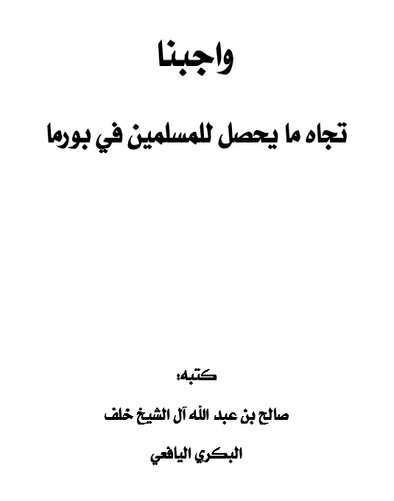 واجبنا
تجاه ما يحصل للمسلمين في بورما
كتبه:
صالح بن عبد الله آل الشيخ خلف
البكري اليافعي